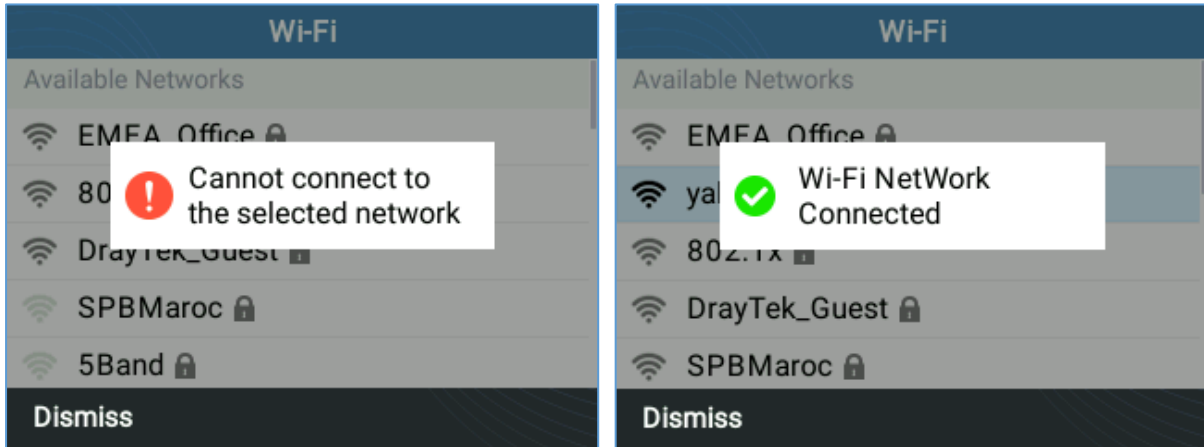 Wi-Fi
Available Networks
EMEA_Office
80
Cannot connect to
the selected network
DrayTek_Guest
SPBMaroc
5Band
Dismiss
Wi-Fi
Available Networks
EMEA_Office
Wi-Fi NetWork
Connected
802.1x
DrayTek_Guest
SPBMaroc
Dismiss